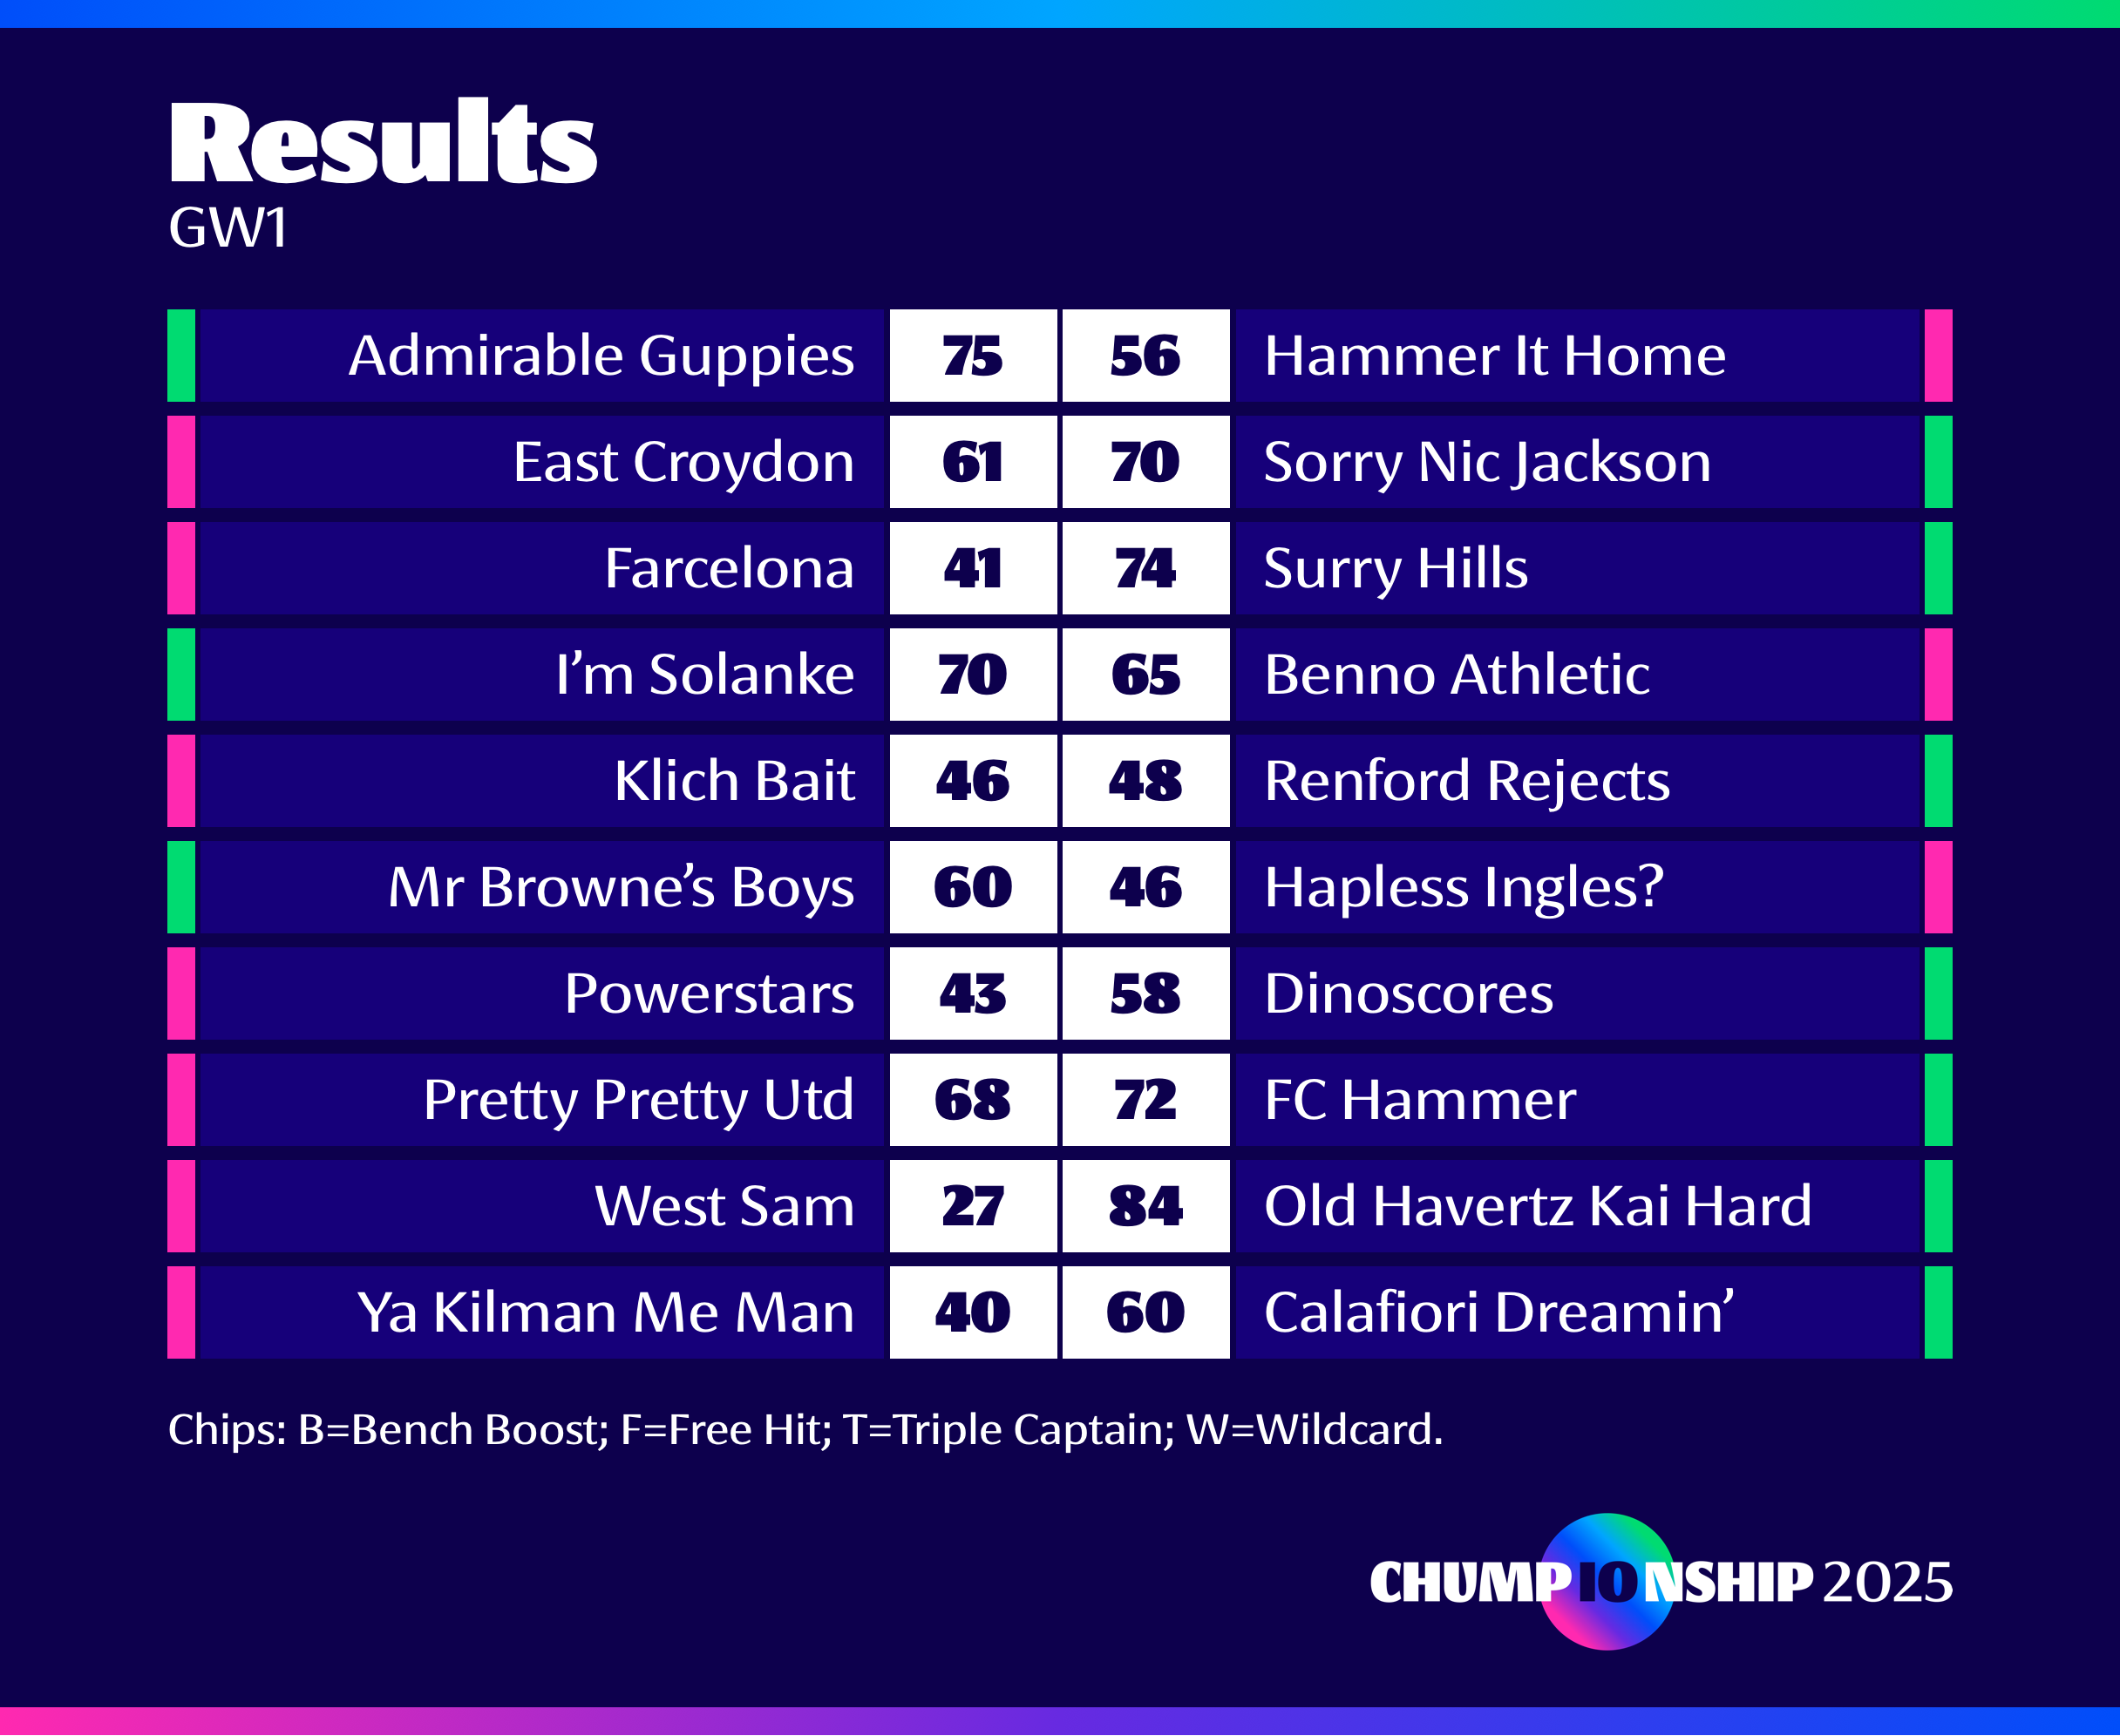 Results
GW1
Admirable Guppies 75 56 Hammer It Home
East Croydon 61 70 Sorry Nic Jackson
Farcelona 41 74 Surry Hills
I’m Solanke 70 65 Benno Athletic
Klich Bait 46 48 Renford Rejects
Mr Browne’s Boys 60 46 Hapless Ingles?
Powerstars 43 58 Dinoscores
Pretty Pretty Utd 68 72 FC Hammer
West Sam 27 84 Old Havertz Kai Hard
Ya Kilman Me Man 40 60 Calafiori Dreamin’
Chips: B=Bench Boost; F=Free Hit; T=Triple Captain; W=Wildcard.
CHUMPIONSHIP 2025